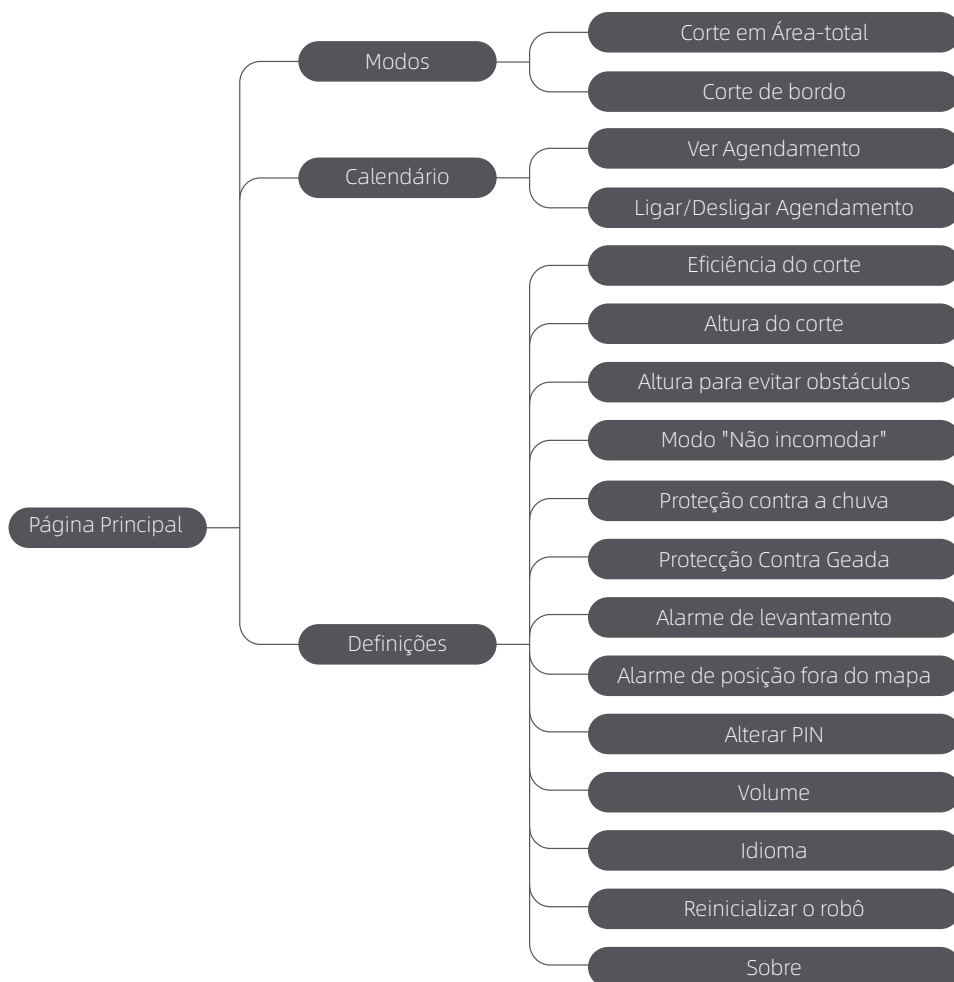 Página Principal
Modos
Corte em Área-total
Corte de bordo
Calendário
Ver Agendamento
Ligar/Desligar Agendamento
Definições
Eficiência do corte
Altura do corte
Altura para evitar obstáculos
Modo "Não incomodar"
Proteção contra a chuva
Protecção Contra Geada
Alarme de levantamento
Alarme de posição fora do mapa
Alterar PIN
Volume
Idioma
Reinicializar o robô
Sobre